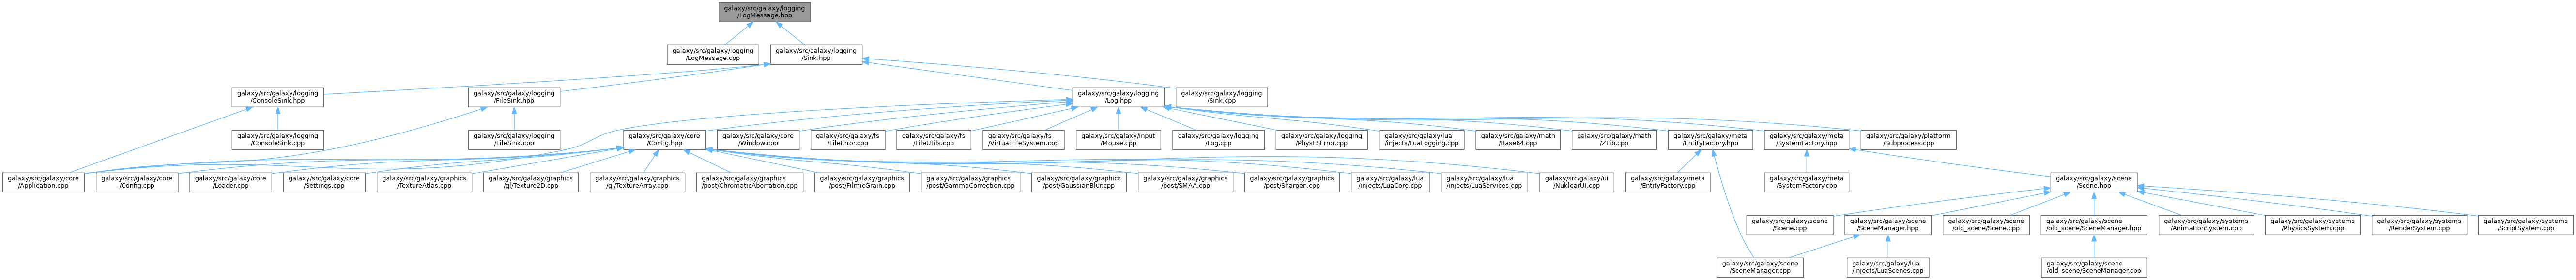 galaxy/src/galaxy/logging
/LogMessage.hpp
galaxy/src/galaxy/logging
/LogMessage.cpp
galaxy/src/galaxy/logging
/Sink.hpp
galaxy/src/galaxy/logging
/ConsoleSink.hpp
galaxy/src/galaxy/logging
/FileSink.hpp
galaxy/src/galaxy/logging
/Log.hpp
galaxy/src/galaxy/logging
/Sink.cpp
galaxy/src/galaxy/logging
/ConsoleSink.cpp
galaxy/src/galaxy/logging
/FileSink.cpp
galaxy/src/galaxy/core
/Config.hpp
galaxy/src/galaxy/core
/Window.cpp
galaxy/src/galaxy/fs
/FileError.cpp
galaxy/src/galaxy/fs
/FileUtils.cpp
galaxy/src/galaxy/fs
/VirtualFileSystem.cpp
galaxy/src/galaxy/input
/Mouse.cpp
galaxy/src/galaxy/logging
/Log.cpp
galaxy/src/galaxy/logging
/PhysFSError.cpp
galaxy/src/galaxy/lua
/injects/LuaLogging.cpp
galaxy/src/galaxy/math
/Base64.cpp
galaxy/src/galaxy/math
/ZLib.cpp
galaxy/src/galaxy/meta
/EntityFactory.hpp
galaxy/src/galaxy/meta
/SystemFactory.hpp
galaxy/src/galaxy/platform
/Subprocess.cpp
galaxy/src/galaxy/core
/Application.cpp
galaxy/src/galaxy/core
/Config.cpp
galaxy/src/galaxy/core
/Loader.cpp
galaxy/src/galaxy/core
/Settings.cpp
galaxy/src/galaxy/graphics
/TextureAtlas.cpp
galaxy/src/galaxy/graphics
/gl/Texture2D.cpp
galaxy/src/galaxy/graphics
/gl/TextureArray.cpp
galaxy/src/galaxy/graphics
/post/ChromaticAberration.cpp
galaxy/src/galaxy/graphics
/post/FilmicGrain.cpp
galaxy/src/galaxy/graphics
/post/GammaCorrection.cpp
galaxy/src/galaxy/graphics
/post/GaussianBlur.cpp
galaxy/src/galaxy/graphics
/post/SMAA.cpp
galaxy/src/galaxy/graphics
/post/Sharpen.cpp
galaxy/src/galaxy/lua
/injects/LuaCore.cpp
galaxy/src/galaxy/lua
/injects/LuaServices.cpp
galaxy/src/galaxy/ui
/NuklearUI.cpp
galaxy/src/galaxy/meta
/EntityFactory.cpp
galaxy/src/galaxy/meta
/SystemFactory.cpp
galaxy/src/galaxy/scene
/Scene.hpp
galaxy/src/galaxy/scene
/Scene.cpp
galaxy/src/galaxy/scene
/SceneManager.hpp
galaxy/src/galaxy/scene
/old_scene/Scene.cpp
galaxy/src/galaxy/scene
/old_scene/SceneManager.hpp
galaxy/src/galaxy/systems
/AnimationSystem.cpp
galaxy/src/galaxy/systems
/PhysicsSystem.cpp
galaxy/src/galaxy/systems
/RenderSystem.cpp
galaxy/src/galaxy/systems
/ScriptSystem.cpp
galaxy/src/galaxy/scene
/SceneManager.cpp
galaxy/src/galaxy/lua
/injects/LuaScenes.cpp
galaxy/src/galaxy/scene
/old_scene/SceneManager.cpp